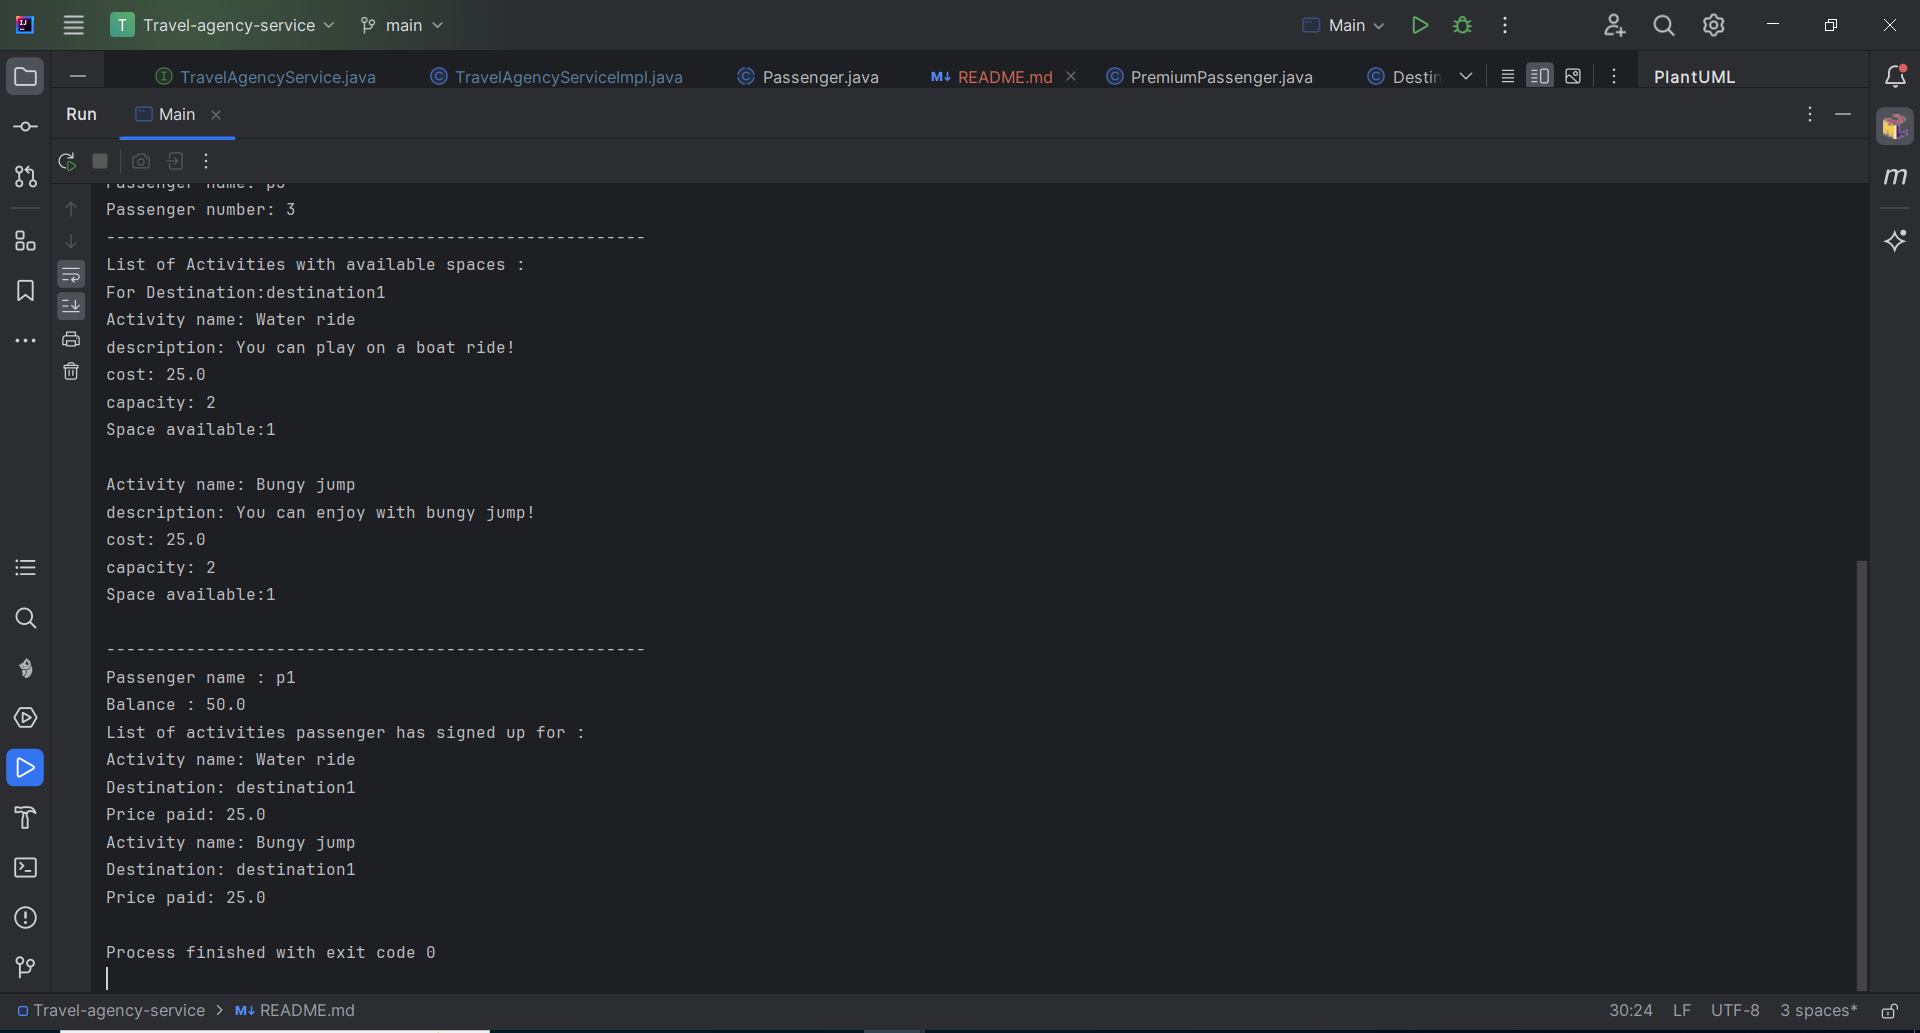 T Travel-agency-service main Main
TravelAgencyService.java TravelAgencyServiceImpl.java Passenger.java README.md PremiumPassenger.java Destin PlantUML
Run Main
Passenger name: p3
Passenger number: 3
------------------------------------------------------
List of Activities with available spaces :
For Destination:destination1
Activity name: Water ride
description: You can play on a boat ride!
cost: 25.0
capacity: 2
Space available:1
Activity name: Bungy jump
description: You can enjoy with bungy jump!
cost: 25.0
capacity: 2
Space available:1
------------------------------------------------------
Passenger name : p1
Balance : 50.0
List of activities passenger has signed up for :
Activity name: Water ride
Destination: destination1
Price paid: 25.0
Activity name: Bungy jump
Destination: destination1
Price paid: 25.0
Process finished with exit code 0
Travel-agency-service > M↓ README.md 30:24 LF UTF-8 3 spaces*